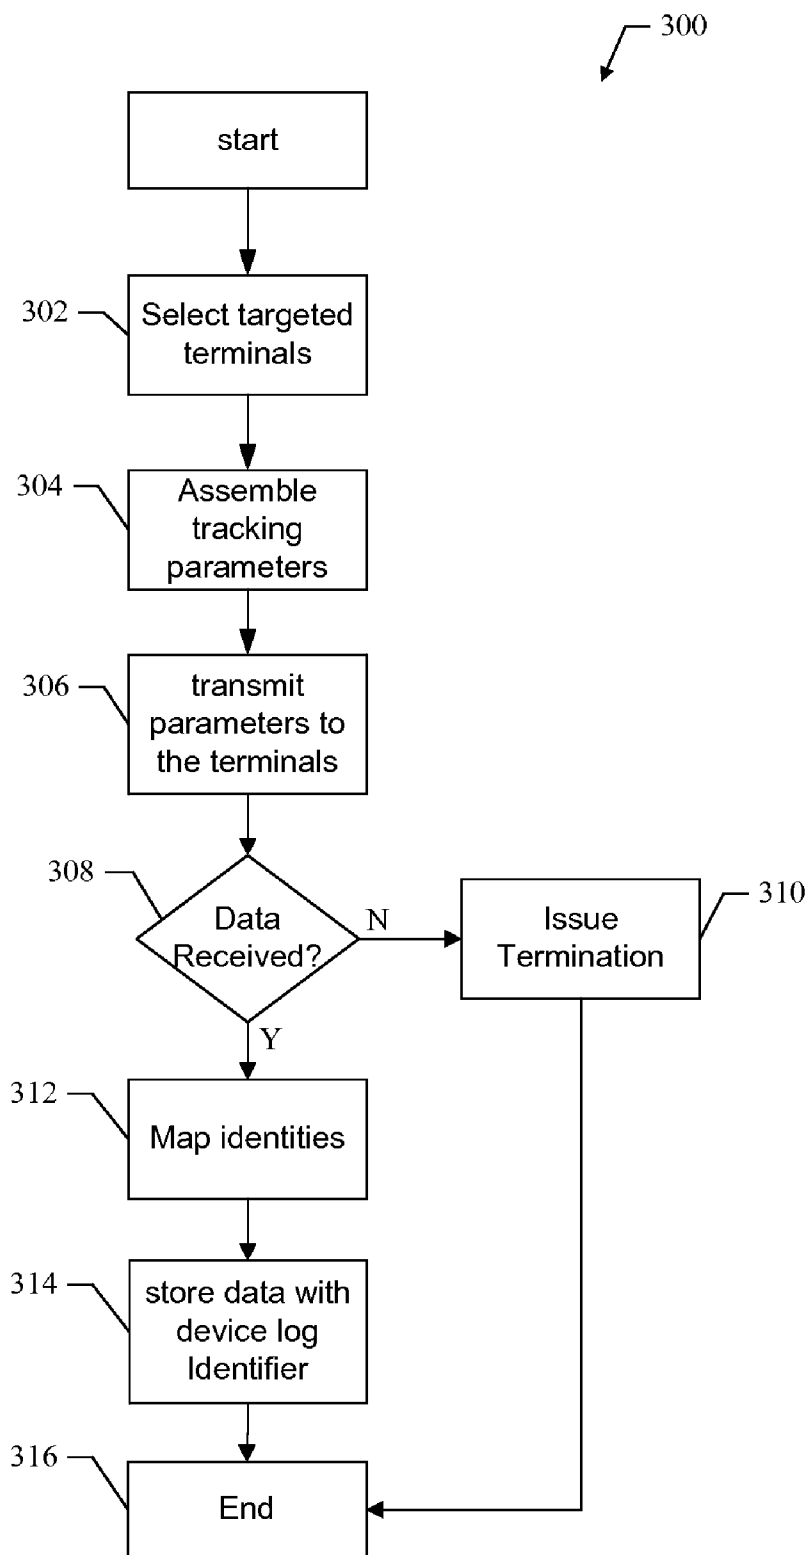 300
start
302
Select targeted
terminals
304
Assemble
tracking
parameters
306
transmit
parameters to
the terminals
308
Data
Received?
N
310
Issue
Termination
Y
312
Map identities
314
store data with
device log
Identifier
316
End